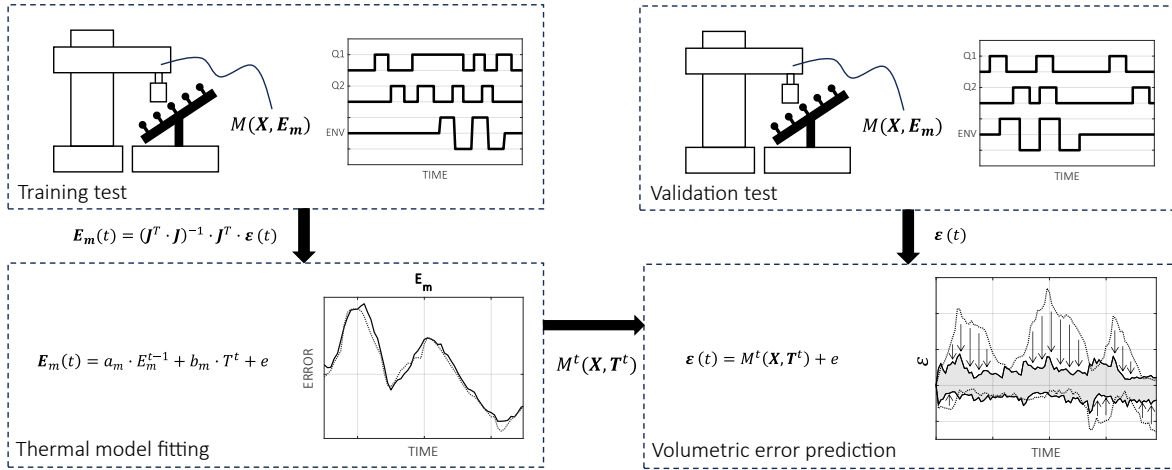 Q1
Q2
ENV
M(X, E_m)
TIME
Training test
Q1
Q2
ENV
M(X, E_m)
TIME
Validation test
E_m(t) = (J^T · J)^{-1} · J^T · ε(t)
ε(t)
E_m
E_m(t) = a_m · E_m^{t-1} + b_m · T^t + e
ERROR
TIME
Thermal model fitting
M^t(X, T^t)
ε(t) = M^t(X, T^t) + e
ε
TIME
Volumetric error prediction